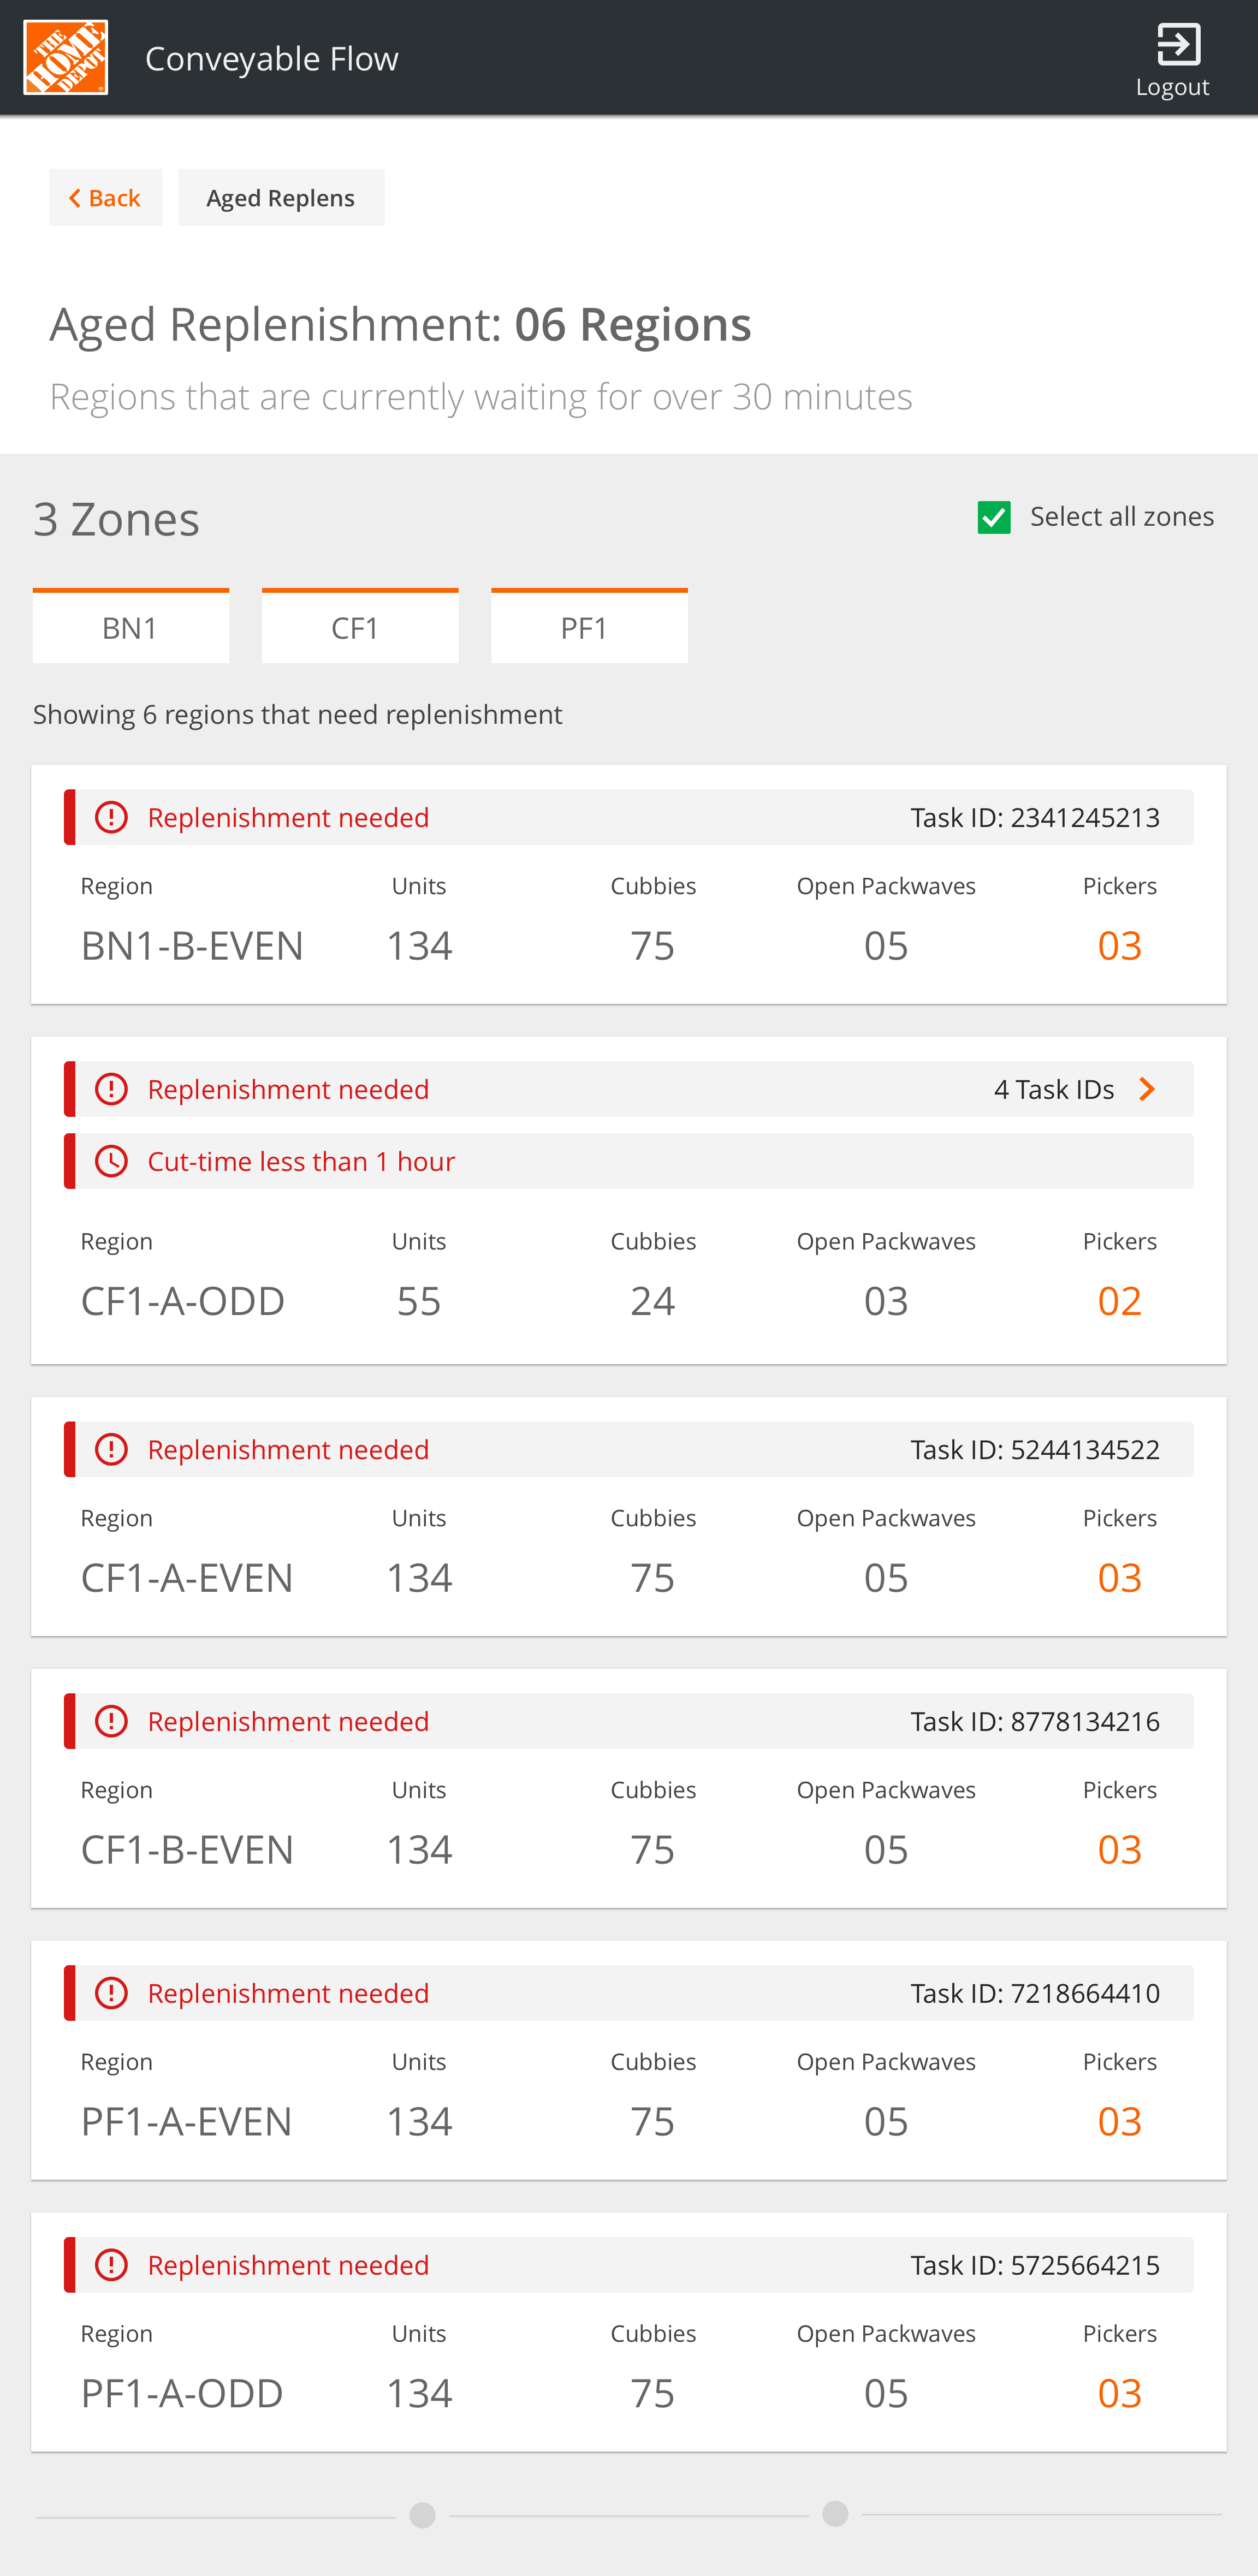 THE
HOME
DEPOT
Conveyable Flow
Logout
Back
Aged Replens
Aged Replenishment: 06 Regions
Regions that are currently waiting for over 30 minutes
3 Zones
Select all zones
BN1 CF1 PF1
Showing 6 regions that need replenishment
Replenishment needed Task ID: 2341245213
Region Units Cubbies Open Packwaves Pickers
BN1-B-EVEN 134 75 05 03
Replenishment needed 4 Task IDs
Cut-time less than 1 hour
Region Units Cubbies Open Packwaves Pickers
CF1-A-ODD 55 24 03 02
Replenishment needed Task ID: 5244134522
Region Units Cubbies Open Packwaves Pickers
CF1-A-EVEN 134 75 05 03
Replenishment needed Task ID: 8778134216
Region Units Cubbies Open Packwaves Pickers
CF1-B-EVEN 134 75 05 03
Replenishment needed Task ID: 7218664410
Region Units Cubbies Open Packwaves Pickers
PF1-A-EVEN 134 75 05 03
Replenishment needed Task ID: 5725664215
Region Units Cubbies Open Packwaves Pickers
PF1-A-ODD 134 75 05 03